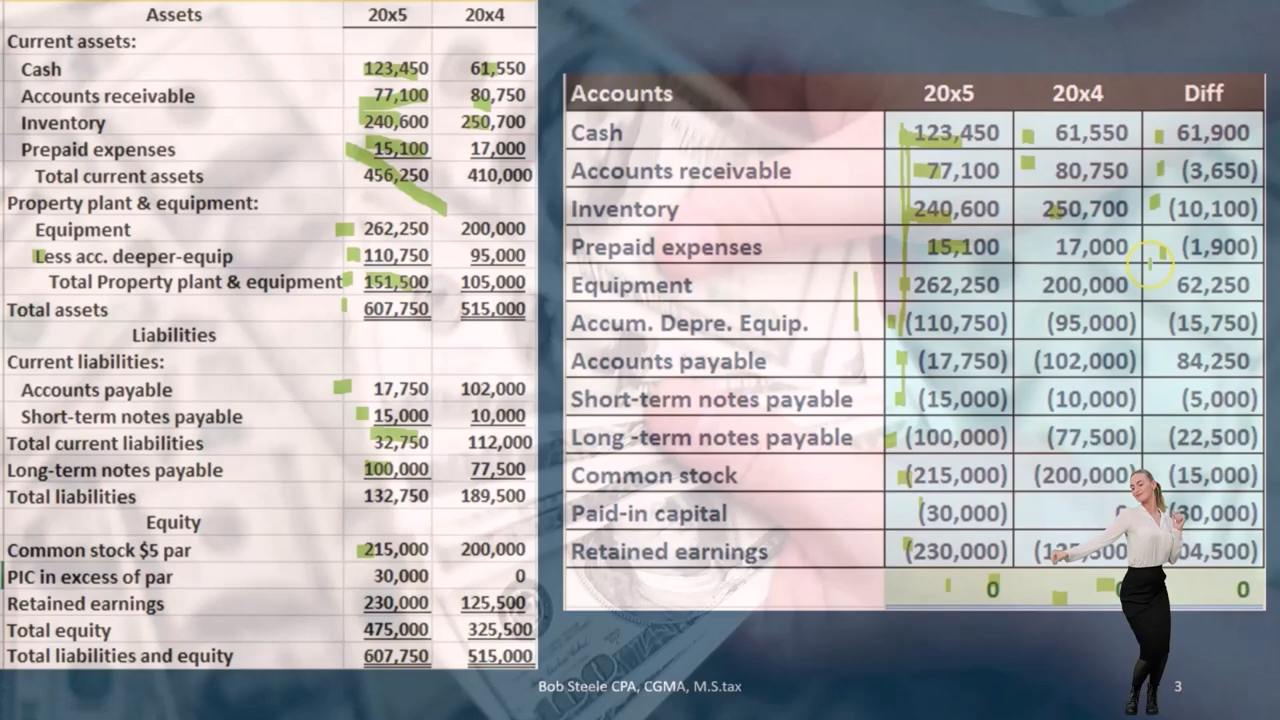 Assets 20x5 20x4
Current assets:
Cash 123,450 61,550
Accounts receivable 77,100 80,750
Inventory 240,600 250,700
Prepaid expenses 15,100 17,000
Total current assets 456,250 410,000
Property plant & equipment:
Equipment 262,250 200,000
Less acc. deeper-equip 110,750 95,000
Total Property plant & equipment 151,500 105,000
Total assets 607,750 515,000
Liabilities
Current liabilities:
Accounts payable 17,750 102,000
Short-term notes payable 15,000 10,000
Total current liabilities 32,750 112,000
Long-term notes payable 100,000 77,500
Total liabilities 132,750 189,500
Equity
Common stock $5 par 215,000 200,000
PIC in excess of par 30,000 0
Retained earnings 230,000 125,500
Total equity 475,000 325,500
Total liabilities and equity 607,750 515,000
Accounts 20x5 20x4 Diff
Cash 123,450 61,550 61,900
Accounts receivable 77,100 80,750 (3,650)
Inventory 240,600 250,700 (10,100)
Prepaid expenses 15,100 17,000 (1,900)
Equipment 262,250 200,000 62,250
Accum. Depre. Equip. (110,750) (95,000) (15,750)
Accounts payable (17,750) (102,000) 84,250
Short-term notes payable (15,000) (10,000) (5,000)
Long -term notes payable (100,000) (77,500) (22,500)
Common stock (215,000) (200,000) (15,000)
Paid-in capital (30,000)
Retained earnings (230,000)
0 0
Bob Steele CPA, CGMA, M.S.tax 3